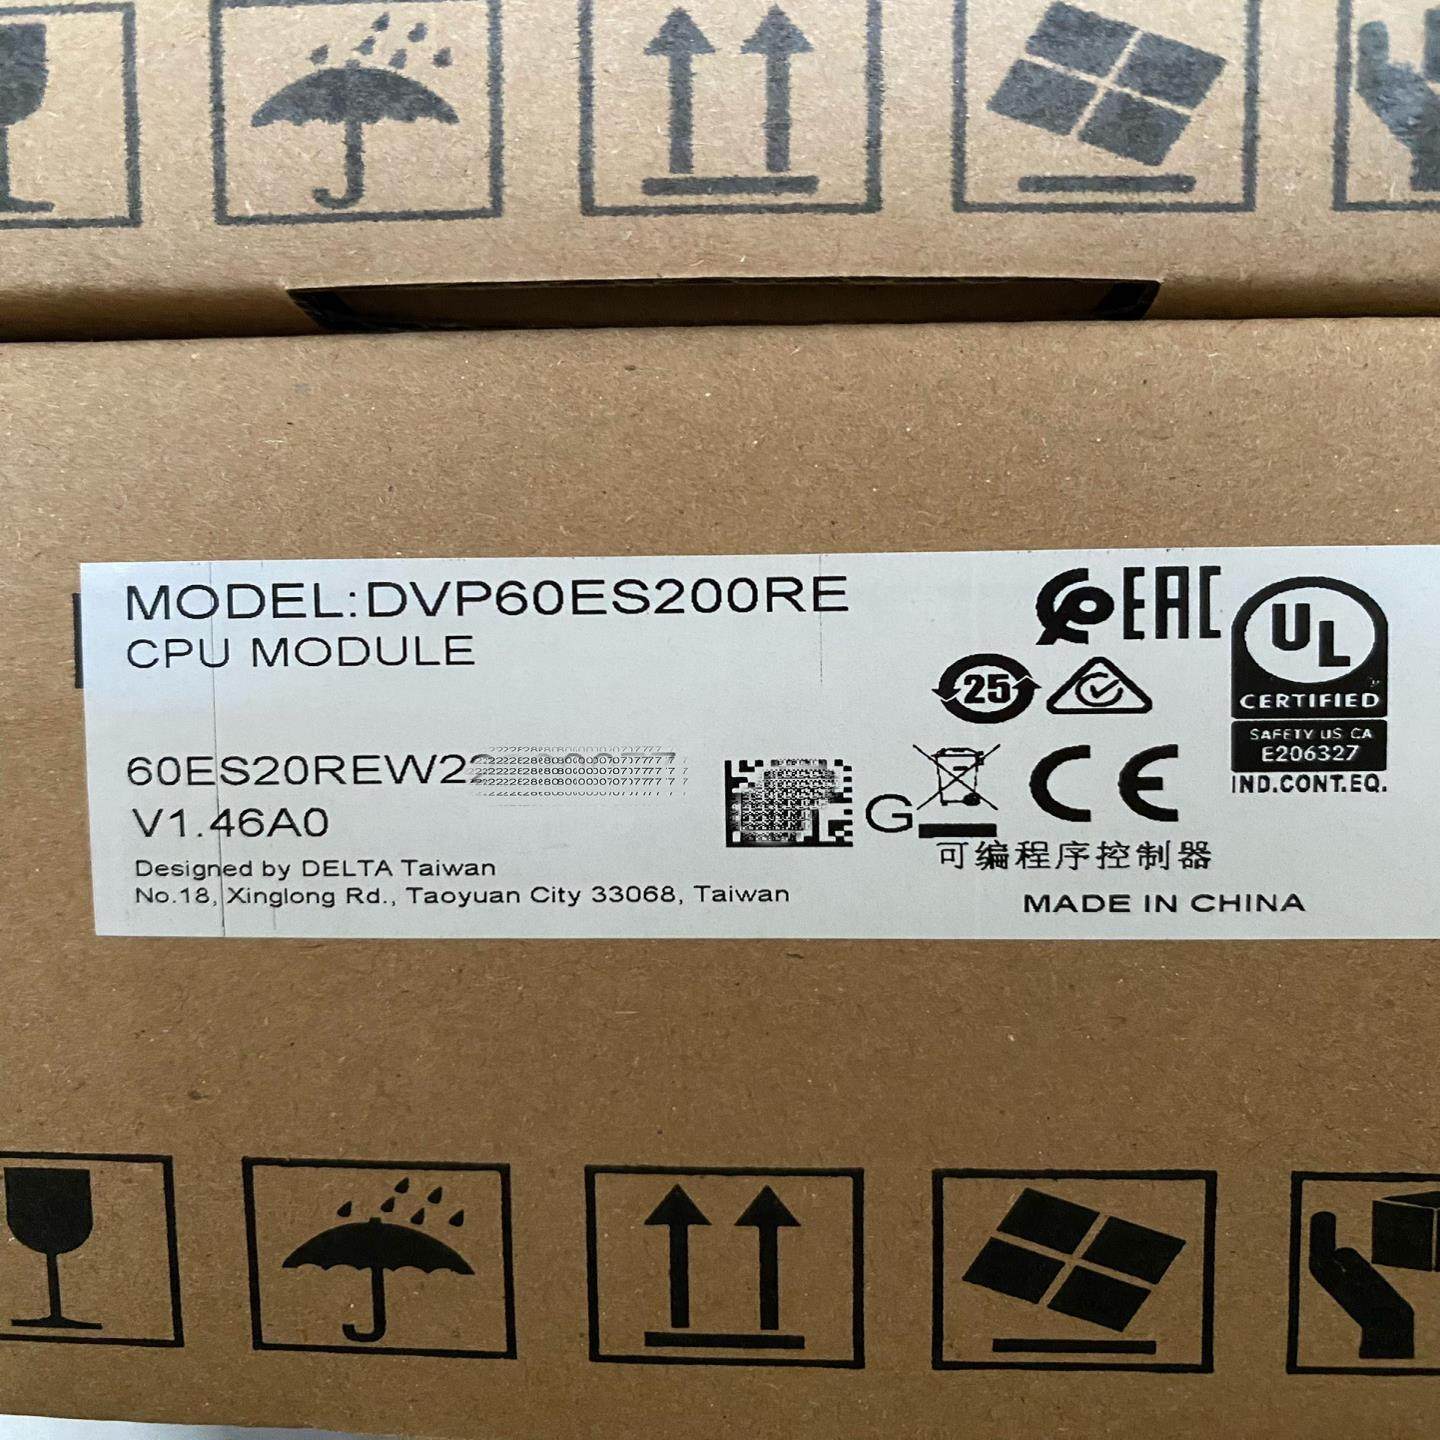 MODEL:DVP60ES200RE
CPU MODULE
60ES20REW2
V1.46A0
Designed by DELTA Taiwan
No.18, Xinglong Rd., Taoyuan City 33068, Taiwan
EAC
25
UL
CERTIFIED
SAFETY US CA
E206327
IND.CONT.EQ.
G
CE
可编程序控制器
MADE IN CHINA